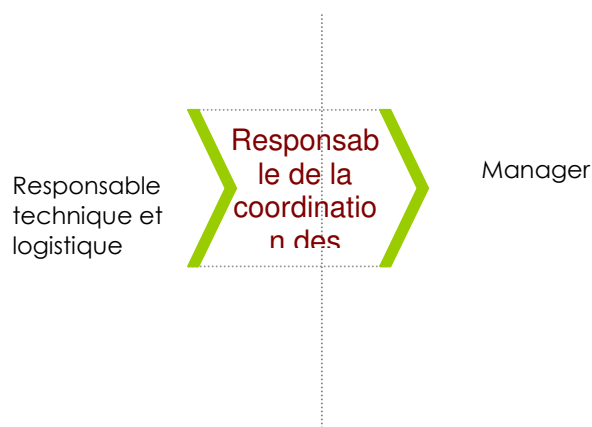 Responsable
technique et
logistique
Responsab
le de la
coordinatio
n des
Manager